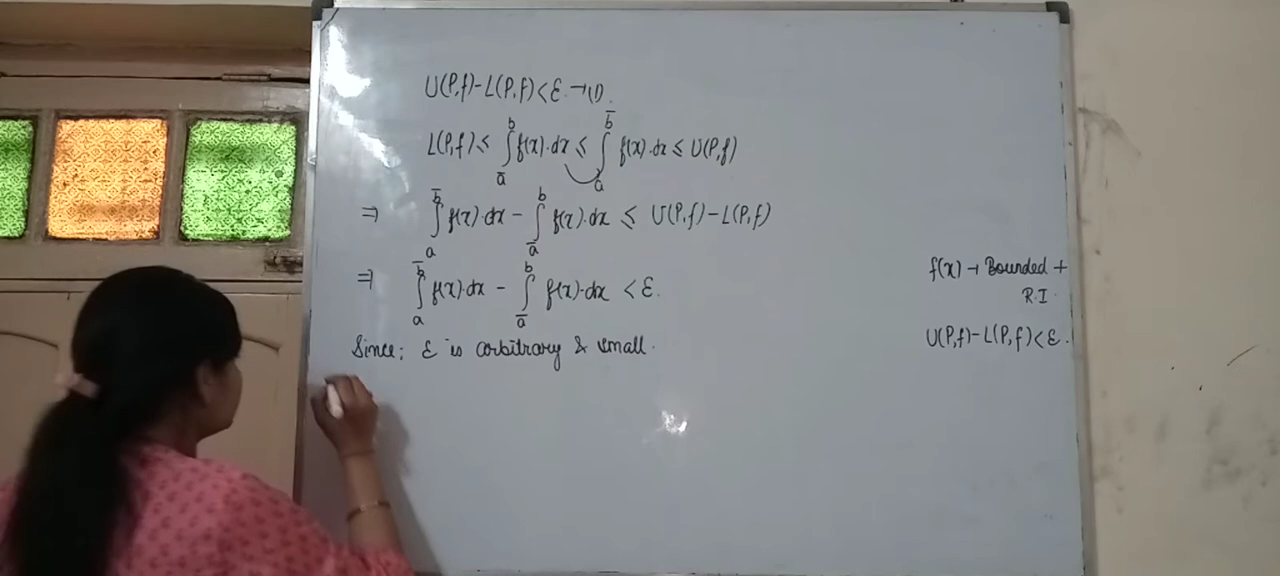 U(P,f)-L(P,f)<ε.→(1).
L(P,f) ≤ ∫_a̅^b f(x).dx ≤ ∫_a^b̅ f(x).dx ≤ U(P,f)
⇒ ∫_a^b̅ f(x).dx - ∫_a̅^b f(x).dx ≤ U(P,f)-L(P,f)
⇒ ∫_a^b̅ f(x).dx - ∫_a̅^b f(x).dx < ε.
Since; ε is arbitrary & small.
f(x) → Bounded +
R.I.
U(P,f)-L(P,f)<ε.